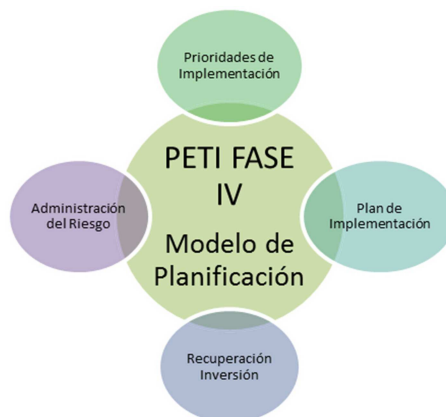 Prioridades de
Implementación
PETI FASE
IV
Modelo de
Planificación
Administración
del Riesgo
Plan de
Implementación
Recuperación
Inversión